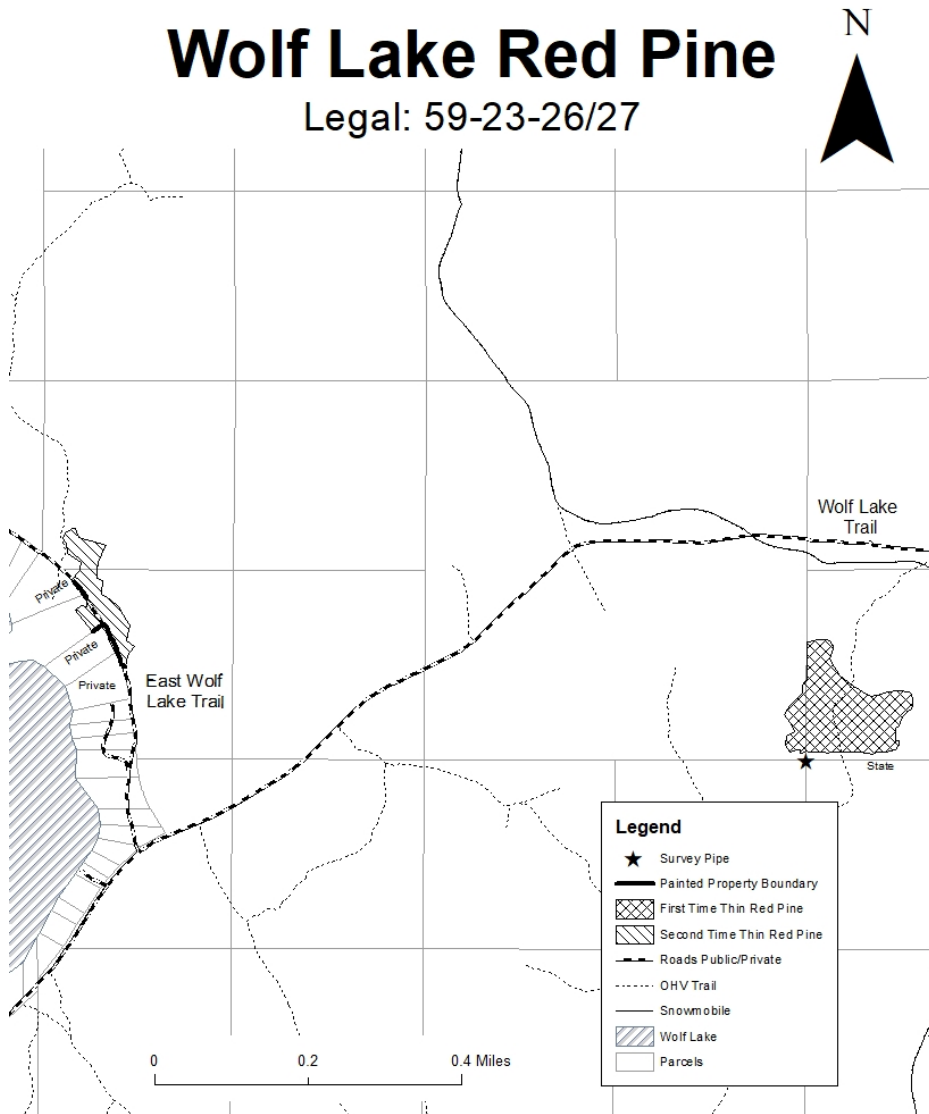 Wolf Lake Red Pine
Legal: 59-23-26/27
N
Wolf Lake
Trail
Private
Private
Private
East Wolf
Lake Trail
State
Legend
Survey Pipe
Painted Property Boundary
First Time Thin Red Pine
Second Time Thin Red Pine
Roads Public/Private
OHV Trail
Snowmobile
Wolf Lake
Parcels
0 0.2 0.4 Miles